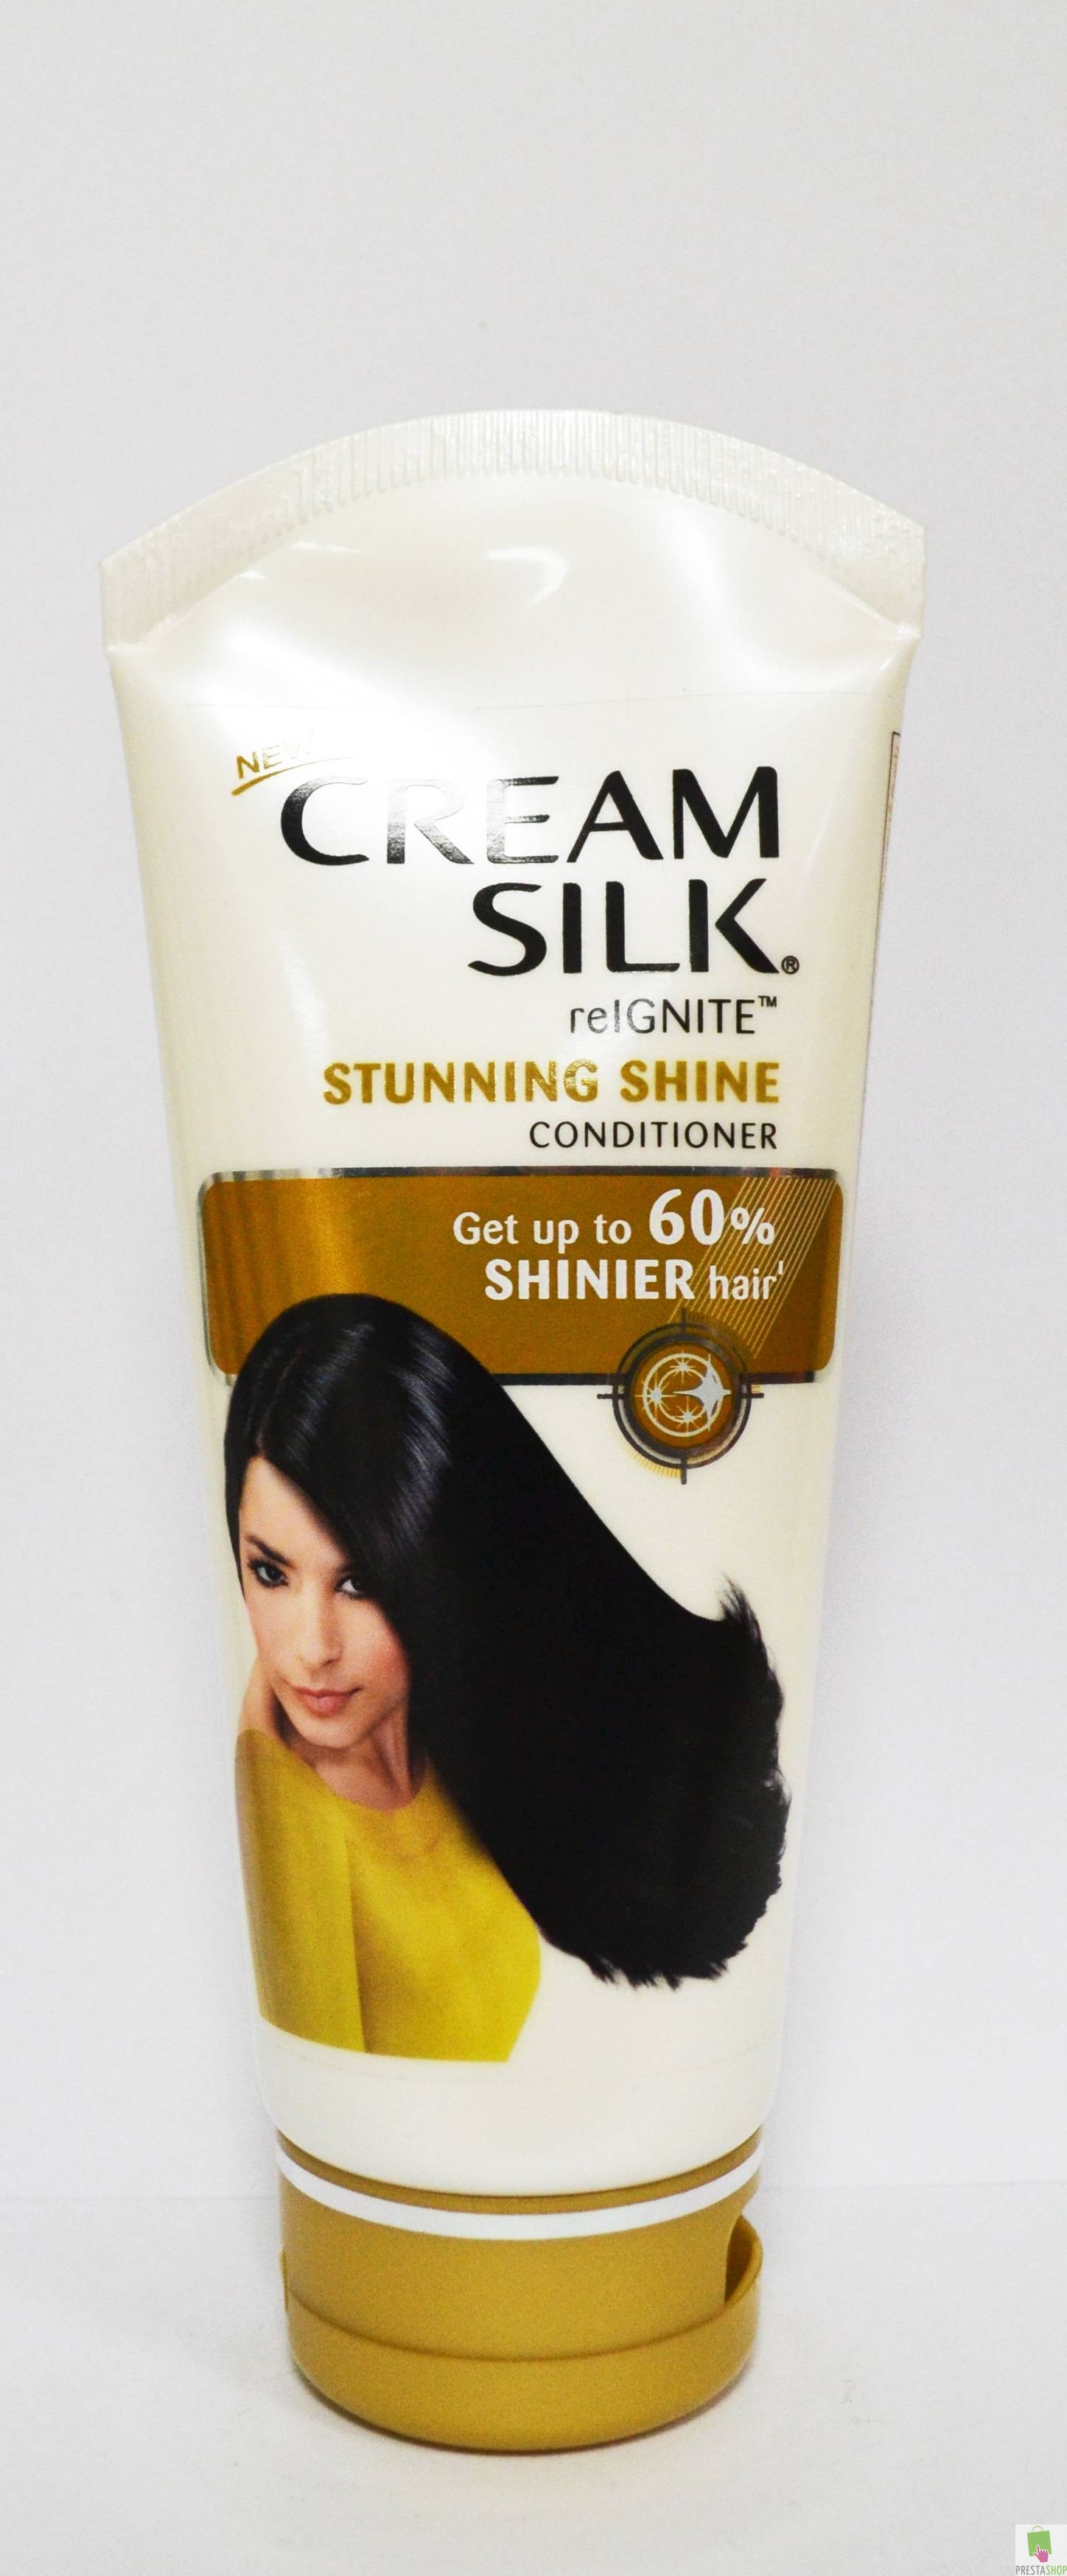 NEW
CREAM
SILK®
reIGNITE™
STUNNING SHINE
CONDITIONER
Get up to 60%
SHINIER hair¹
PRESTASHOP